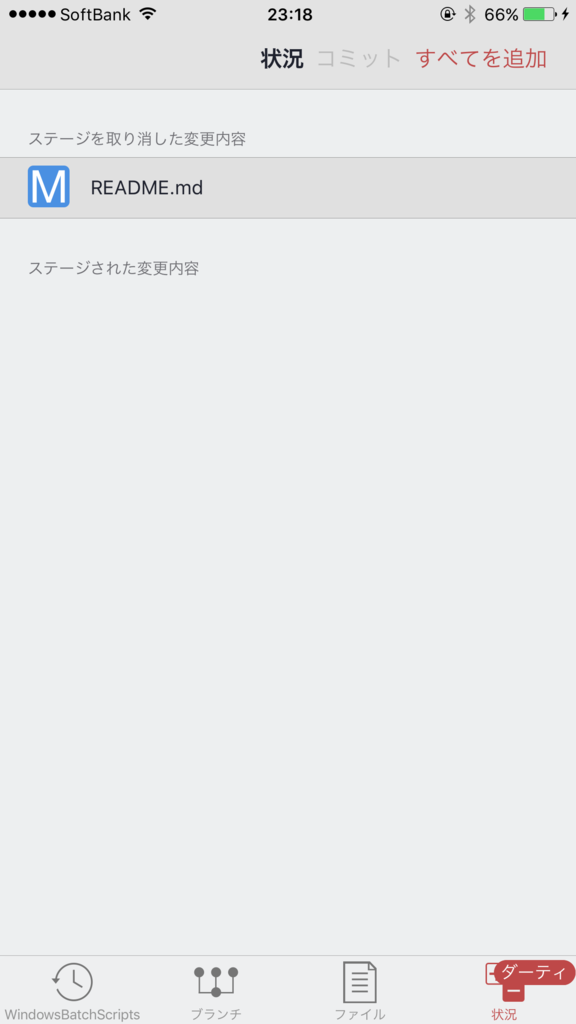 SoftBank 23:18 66%
状況 コミット すべてを追加
ステージを取り消した変更内容
M README.md
ステージされた変更内容
ダーティ
WindowsBatchScripts ブランチ ファイル 状況